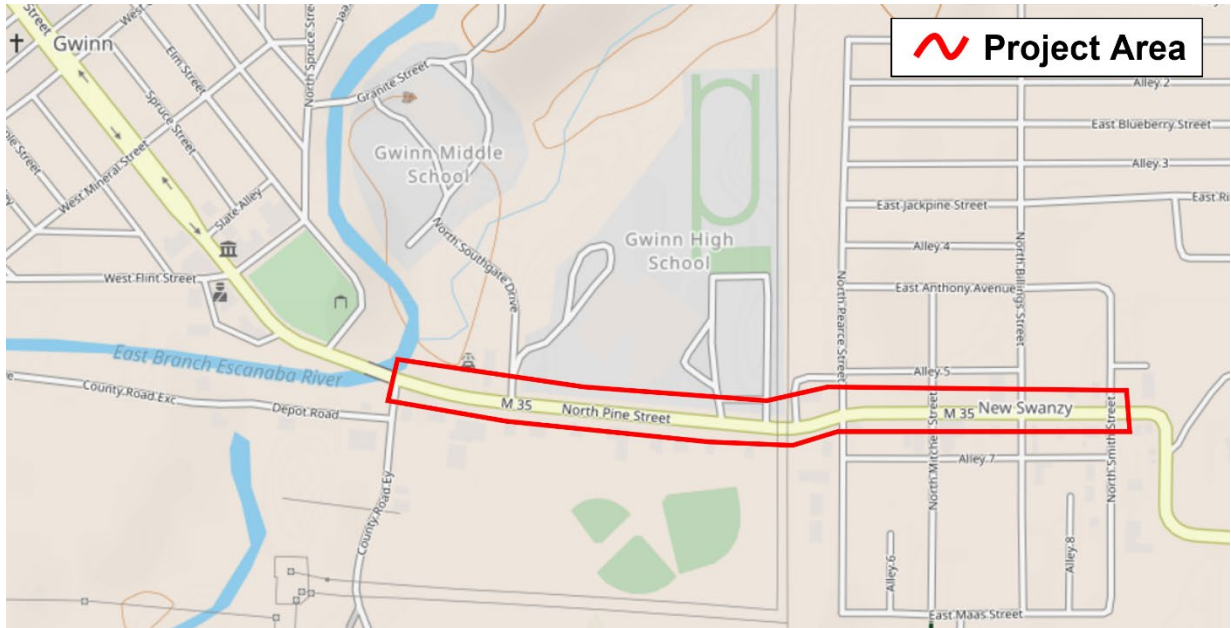 Project Area
Street
West
Gwinn
Elm Street
Spruce Street
North Spruce Street
Granite Street
West Mineral Street
Slate Alley
Gwinn Middle
School
North Southgate Drive
Gwinn High
School
West Flint Street
East Branch Escanaba River
County Road Exc
Depot Road
County Road Ey
M 35
North Pine Street
M 35
New Swanzy
Alley 2
East Blueberry Street
Alley 3
East Jackpine Street
East Ri
Alley 4
North Billings Street
North Pearce Street
East Anthony Avenue
Alley 5
North Mitchell Street
North Smith Street
Alley 7
Alley 6
Alley 8
East Maas Street